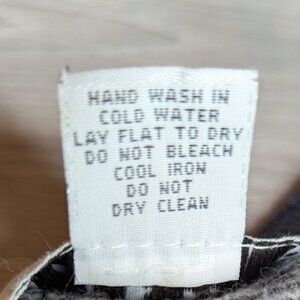 HAND WASH IN
COLD WATER
LAY FLAT TO DRY
DO NOT BLEACH
COOL IRON
DO NOT
DRY CLEAN